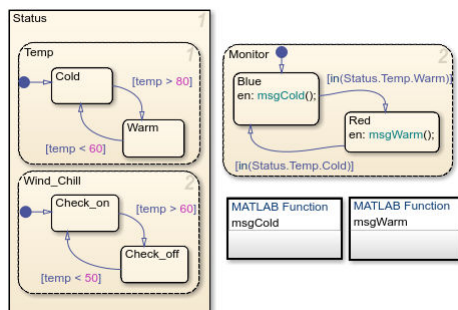 Status
1
Temp
1
Cold
[temp > 80]
Warm
[temp < 60]
Wind_Chill
2
Check_on
[temp > 60]
Check_off
[temp < 50]
Monitor
2
Blue
en: msgCold();
[in(Status.Temp.Warm)]
Red
en: msgWarm();
[in(Status.Temp.Cold)]
MATLAB Function
msgCold
MATLAB Function
msgWarm